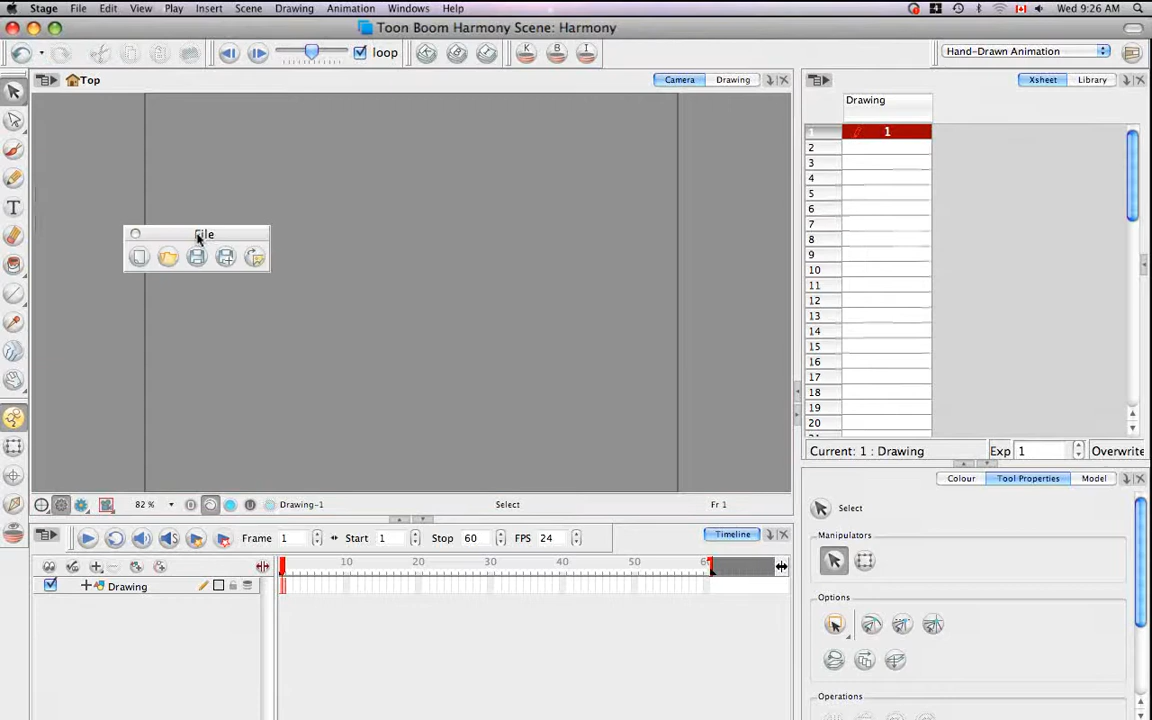 Stage File Edit View Play Insert Scene Drawing Animation Windows Help Wed 9:26 AM
Toon Boom Harmony Scene: Harmony
loop K B I Hand-Drawn Animation
Top Camera Drawing Xsheet Library
Drawing
1 1
2
3
4
5
6
7
8
9
10
11
12
13
14
15
16
17
18
19
20
File
Current: 1 : Drawing Exp 1 Overwrite
Colour Tool Properties Model
82 % Drawing-1 Select Fr 1
Select
Manipulators
Timeline
Frame 1 Start 1 Stop 60 FPS 24
10 20 30 40 50
Drawing
Options
Operations